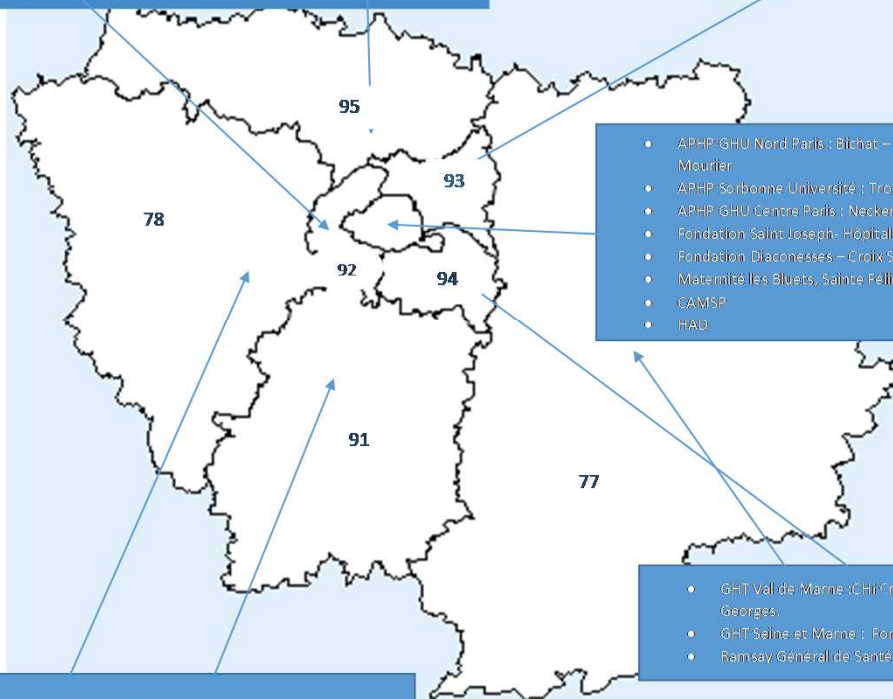 95
93
78
92
94
91
77
• APHP GHU Nord Paris : Bichat –
Mourier
• APHP Sorbonne Université : Tro
• APHP GHU Centre Paris : Necker
• Fondation Saint Joseph- Hôpital
• Fondation Diaconesses – Croix S
• Maternité les Bluets, Sainte Féli
• CAMSP
• HAD
• GHT Val de Marne :CHI Cr
Georges.
• GHT Seine et Marne : Fon
• Ramsay Général de Santé